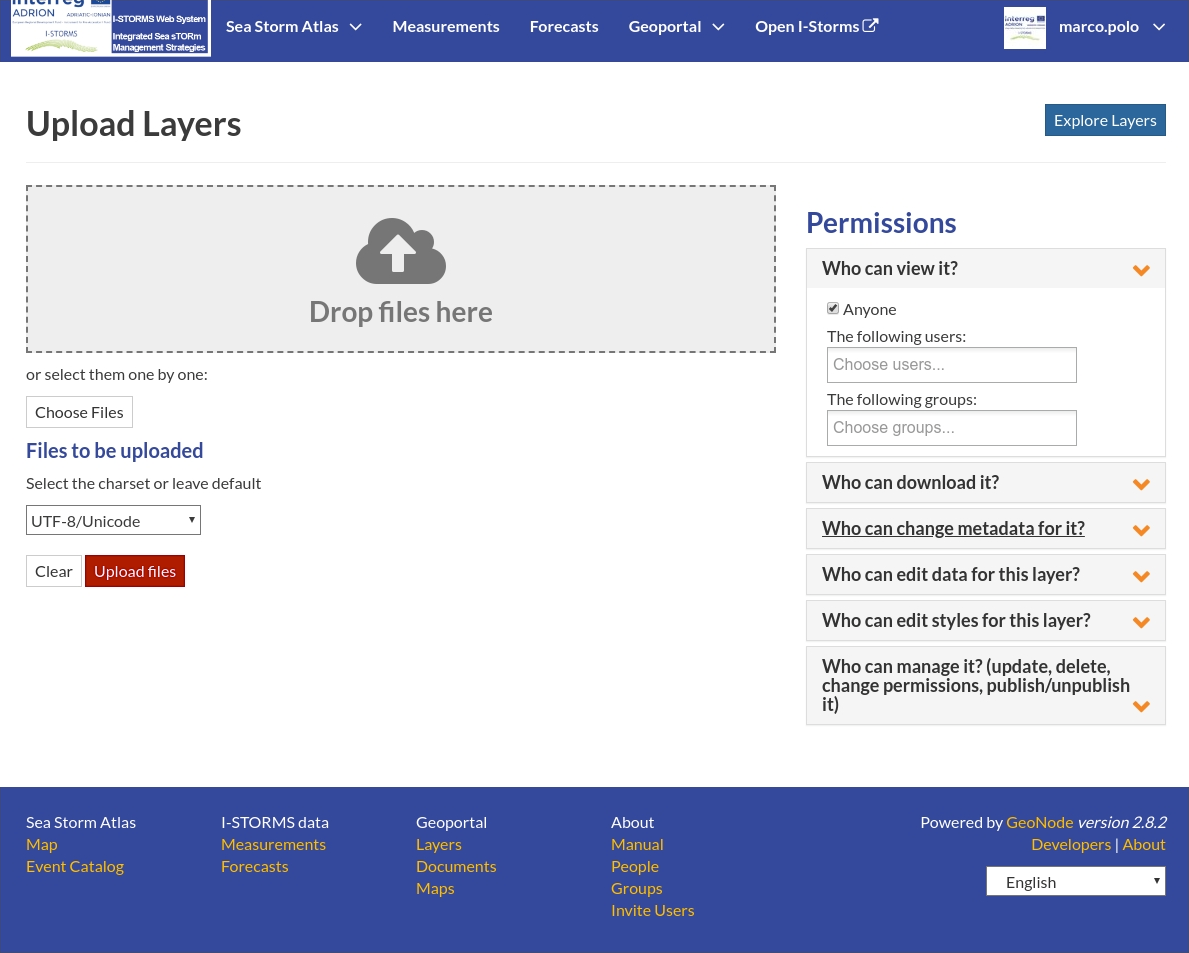 Interreg
ADRION ADRIATIC-IONIAN
I-STORMS
I-STORMS Web System
Integrated Sea sTORm
Management Strategies
Sea Storm Atlas
Measurements
Forecasts
Geoportal
Open I-Storms
marco.polo
Upload Layers
Explore Layers
Drop files here
or select them one by one:
Choose Files
Files to be uploaded
Select the charset or leave default
UTF-8/Unicode
Clear
Upload files
Permissions
Who can view it?
Anyone
The following users:
Choose users...
The following groups:
Choose groups...
Who can download it?
Who can change metadata for it?
Who can edit data for this layer?
Who can edit styles for this layer?
Who can manage it? (update, delete,
change permissions, publish/unpublish
it)
Sea Storm Atlas
Map
Event Catalog
I-STORMS data
Measurements
Forecasts
Geoportal
Layers
Documents
Maps
About
Manual
People
Groups
Invite Users
Powered by GeoNode version 2.8.2
Developers | About
English